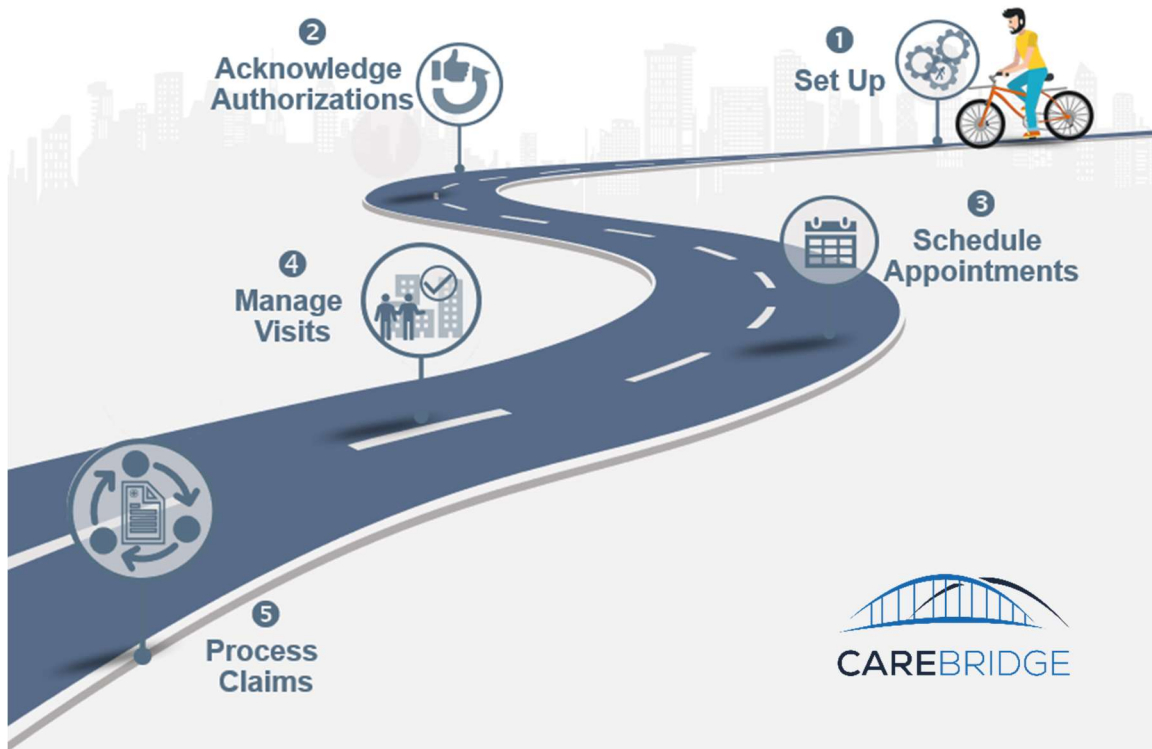 1
Set Up
2
Acknowledge
Authorizations
3
Schedule
Appointments
4
Manage
Visits
5
Process
Claims
CAREBRIDGE